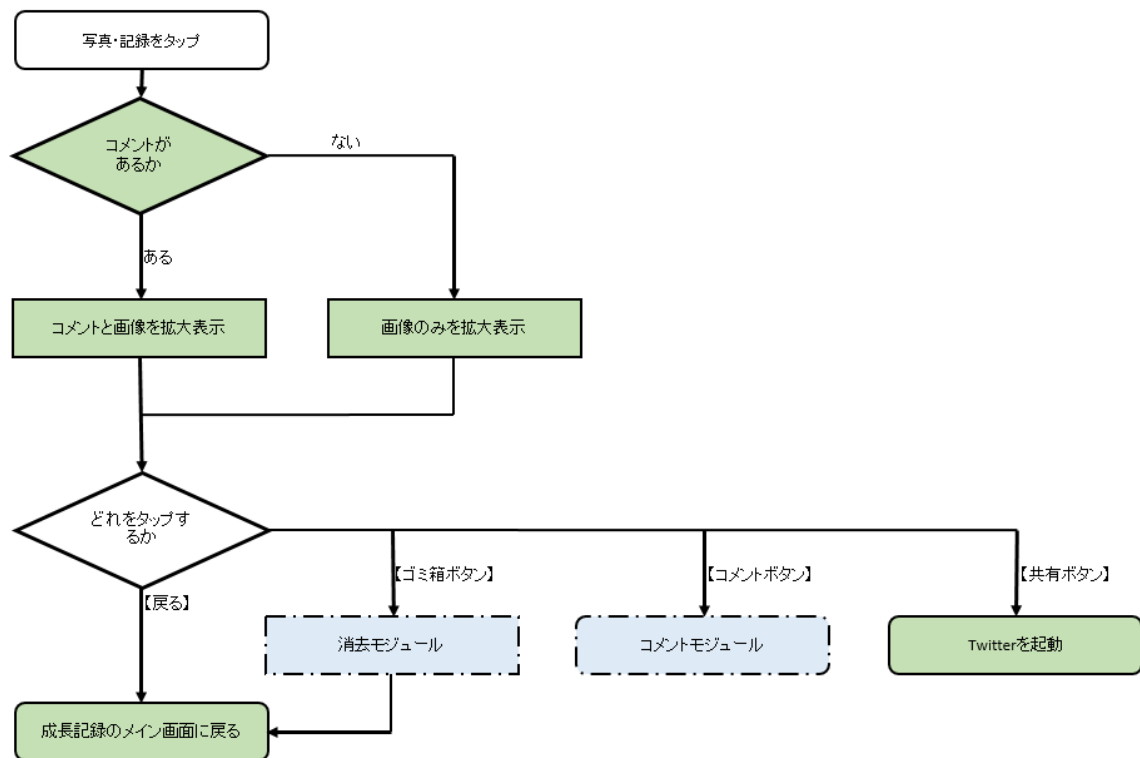 写真・記録をタップ
コメントが
あるか
ない
ある
コメントと画像を拡大表示
画像のみを拡大表示
どれをタップす
るか
【ゴミ箱ボタン】
【コメントボタン】
【共有ボタン】
【戻る】
消去モジュール
コメントモジュール
Twitterを起動
成長記録のメイン画面に戻る